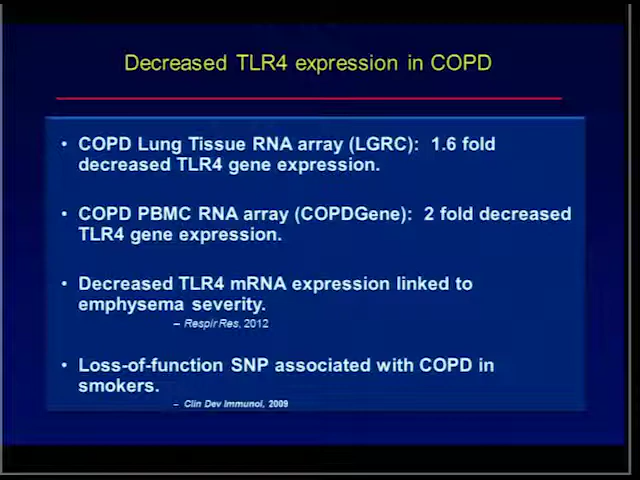 Decreased TLR4 expression in COPD
• COPD Lung Tissue RNA array (LGRC): 1.6 fold
decreased TLR4 gene expression.
• COPD PBMC RNA array (COPDGene): 2 fold decreased
TLR4 gene expression.
• Decreased TLR4 mRNA expression linked to
emphysema severity.
– Respir Res, 2012
• Loss-of-function SNP associated with COPD in
smokers.
– Clin Dev Immunol, 2009